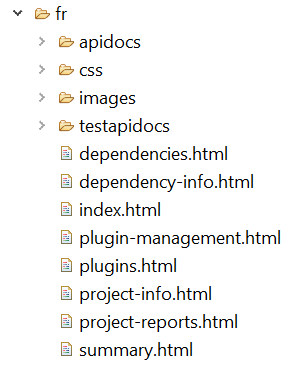 fr
apidocs
css
images
testapidocs
dependencies.html
dependency-info.html
index.html
plugin-management.html
plugins.html
project-info.html
project-reports.html
summary.html